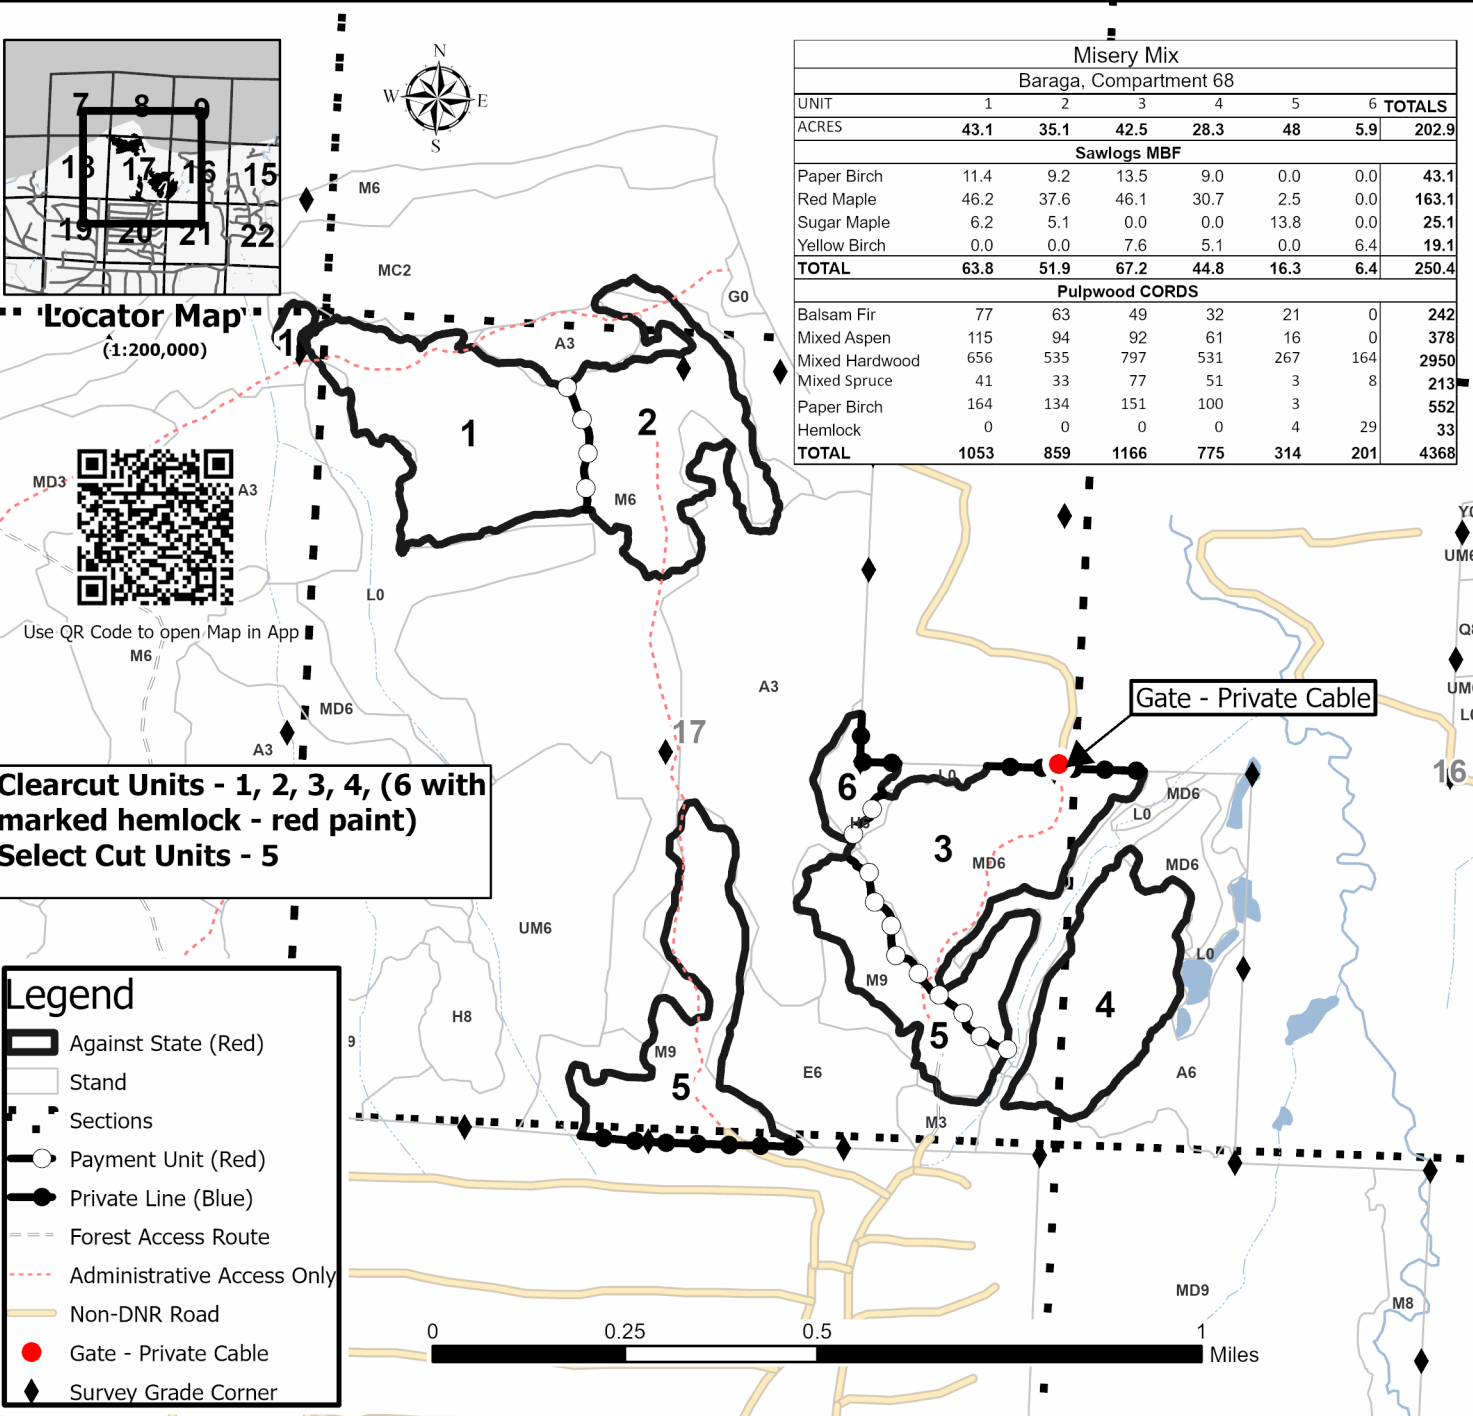 N
W E
S
7 8 9
18 17 16 15
19 20 21 22
Locator Map
(1:200,000)
Misery Mix
Baraga, Compartment 68
UNIT 1 2 3 4 5 6 TOTALS
ACRES 43.1 35.1 42.5 28.3 48 5.9 202.9
Sawlogs MBF
Paper Birch 11.4 9.2 13.5 9.0 0.0 0.0 43.1
Red Maple 46.2 37.6 46.1 30.7 2.5 0.0 163.1
Sugar Maple 6.2 5.1 0.0 0.0 13.8 0.0 25.1
Yellow Birch 0.0 0.0 7.6 5.1 0.0 6.4 19.1
TOTAL 63.8 51.9 67.2 44.8 16.3 6.4 250.4
Pulpwood CORDS
Balsam Fir 77 63 49 32 21 0 242
Mixed Aspen 115 94 92 61 16 0 378
Mixed Hardwood 656 535 797 531 267 164 2950
Mixed Spruce 41 33 77 51 3 8 213
Paper Birch 164 134 151 100 3 552
Hemlock 0 0 0 0 4 29 33
TOTAL 1053 859 1166 775 314 201 4368
M6
MC2
G0
A3
1
1
2
MD3
A3
M6
L0
Use QR Code to open Map in App
M6
MD6
A3
A3
17
UM6
16
Gate - Private Cable
Clearcut Units - 1, 2, 3, 4, (6 with
marked hemlock - red paint)
Select Cut Units - 5
6
L0
H8
3
MD6
MD6
L0
MD6
L0
UM6
H8
9
M9
M9
5
5
4
E6
A6
M3
MD9
M8
Legend
Against State (Red)
Stand
Sections
Payment Unit (Red)
Private Line (Blue)
Forest Access Route
Administrative Access Only
Non-DNR Road
Gate - Private Cable
Survey Grade Corner
0 0.25 0.5 1
Miles